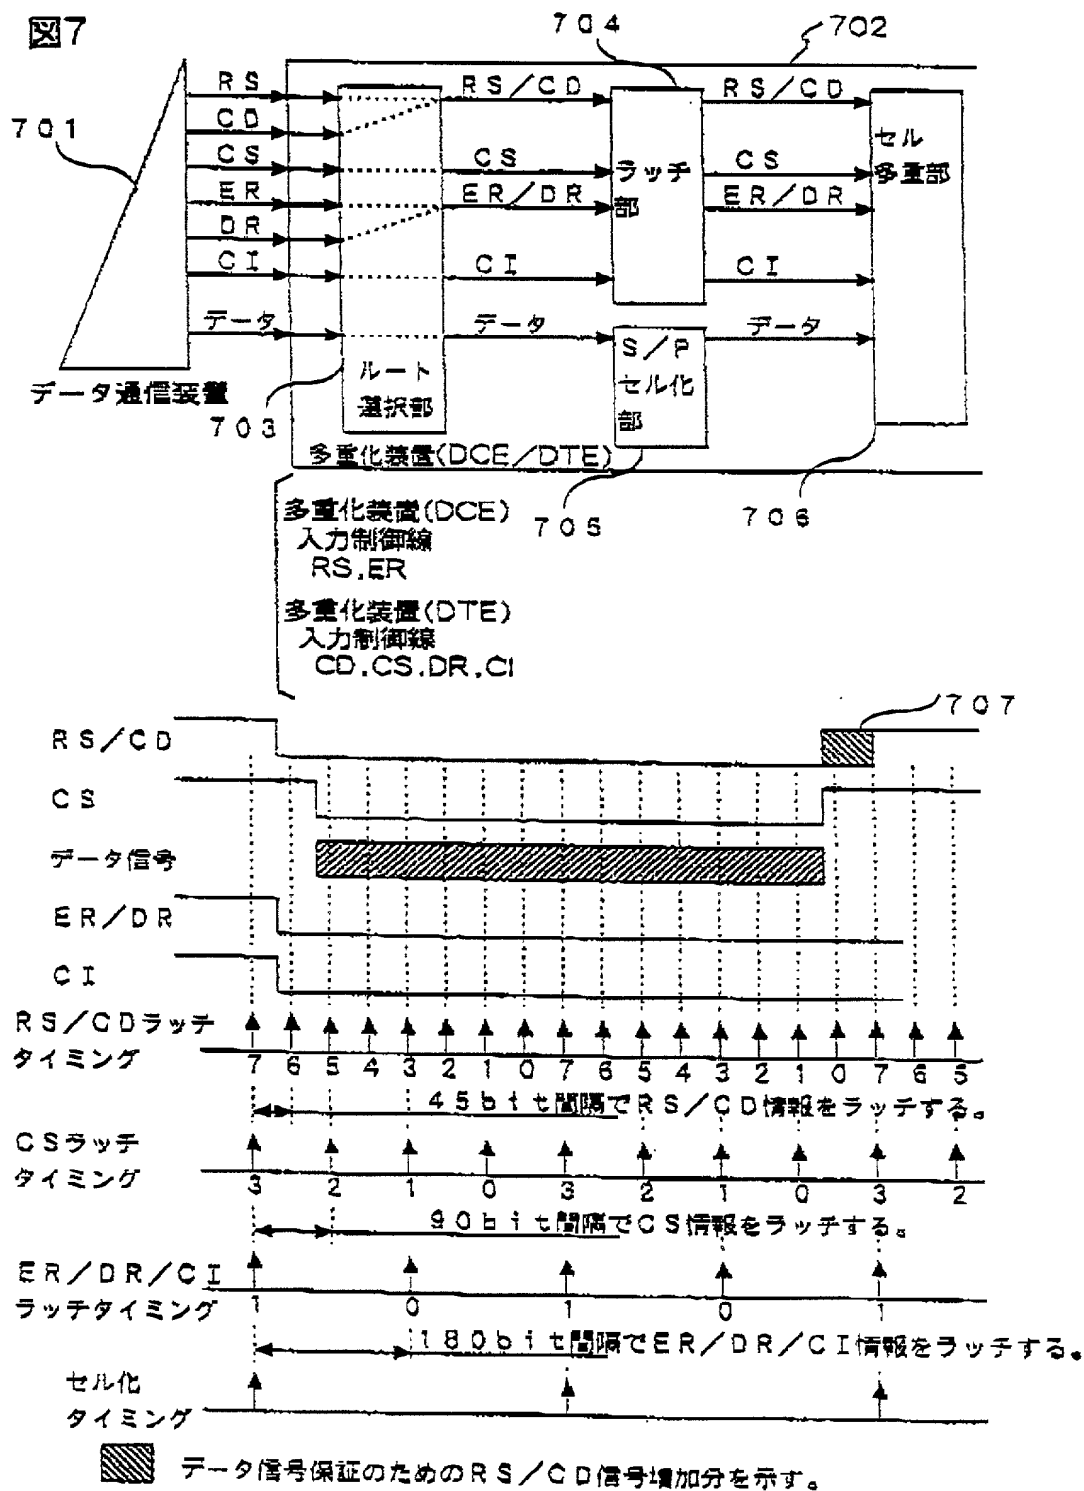 図7
704
702
RS
RS/CD
RS/CD
701
CD
セル
多重部
CS
CS
CS
ラッチ
部
ER
ER/DR
ER/DR
DR
CI
CI
CI
データ
データ
データ
S/P
セル化
部
ルート
選択部
データ通信装置
703
多重化装置(DCE/DTE)
705
706
多重化装置(DCE)
入力制御線
RS.ER
多重化装置(DTE)
入力制御線
CD.CS.DR.CI
707
RS/CD
CS
データ信号
ER/DR
CI
RS/CDラッチ
タイミング
7 6 5 4 3 2 1 0 7 6 5 4 3 2 1 0 7 6 5
45bit間隔でRS/CD情報をラッチする。
CSラッチ
タイミング
3 2 1 0 3 2 1 0 3 2
90bit間隔でCS情報をラッチする。
ER/DR/CI
ラッチタイミング
1 0 1 0 1
180bit間隔でER/DR/CI情報をラッチする。
セル化
タイミング
データ信号保証のためのRS/CD信号増加分を示す。